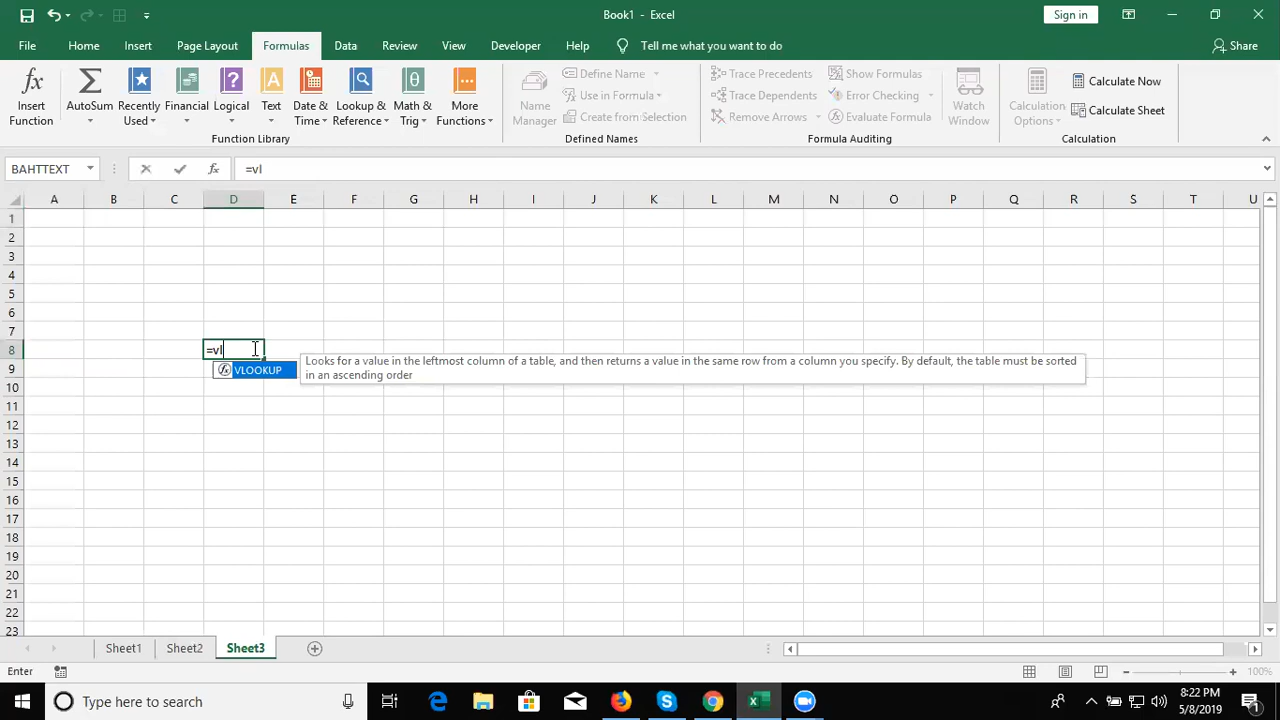 Book1 - Excel
Sign in
File Home Insert Page Layout Formulas Data Review View Developer Help Tell me what you want to do Share
Insert Function
AutoSum
Recently Used
Financial
Logical
Text
Date & Time
Lookup & Reference
Math & Trig
More Functions
Function Library
Name Manager
Define Name
Use in Formula
Create from Selection
Defined Names
Trace Precedents
Trace Dependents
Remove Arrows
Show Formulas
Error Checking
Evaluate Formula
Formula Auditing
Watch Window
Calculation Options
Calculate Now
Calculate Sheet
Calculation
BAHTTEXT fx =vl
A B C D E F G H I J K L M N O P Q R S T U
1
2
3
4
5
6
7
8 =vl
9 VLOOKUP
Looks for a value in the leftmost column of a table, and then returns a value in the same row from a column you specify. By default, the table must be sorted
in an ascending order
10
11
12
13
14
15
16
17
18
19
20
21
22
23
Sheet1 Sheet2 Sheet3
Enter 100%
Type here to search
8:22 PM
5/8/2019
1